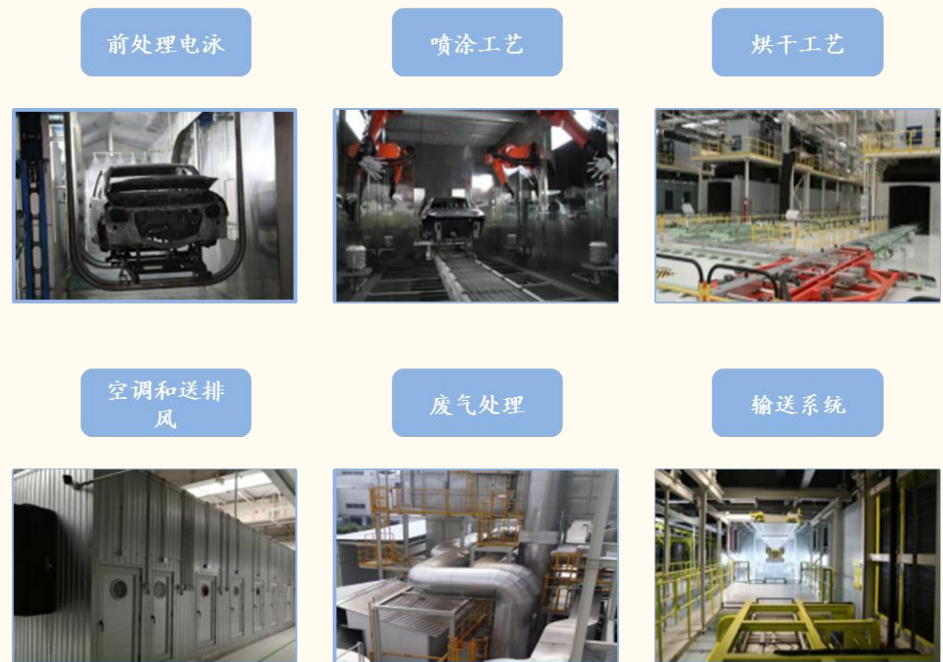 前处理电泳
喷涂工艺
烘干工艺
空调和送排
风
废气处理
输送系统